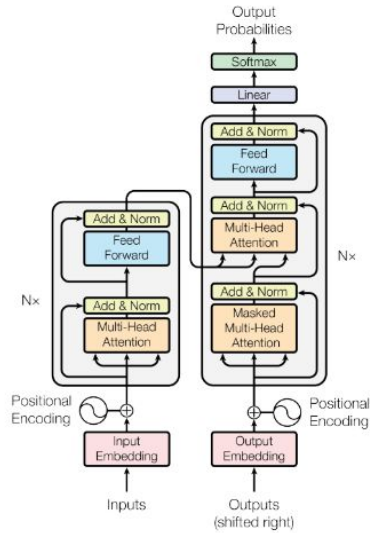 Output
Probabilities
Softmax
Linear
Add & Norm
Feed
Forward
Add & Norm
Multi-Head
Attention
Add & Norm
Masked
Multi-Head
Attention
Nx
Positional
Encoding
Output
Embedding
Outputs
(shifted right)
Add & Norm
Feed
Forward
Add & Norm
Multi-Head
Attention
Nx
Positional
Encoding
Input
Embedding
Inputs